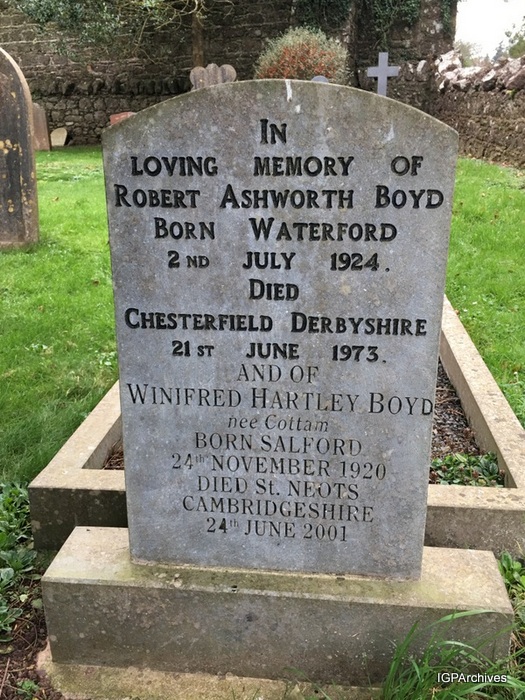 IN
LOVING MEMORY OF
ROBERT ASHWORTH BOYD
BORN WATERFORD
2ND JULY 1924.
DIED
CHESTERFIELD DERBYSHIRE
21ST JUNE 1973.
AND OF
WINIFRED HARTLEY BOYD
nee Cottam
BORN SALFORD
24th NOVEMBER 1920
DIED St. NEOTS
CAMBRIDGESHIRE
24th JUNE 2001
IGPArchives